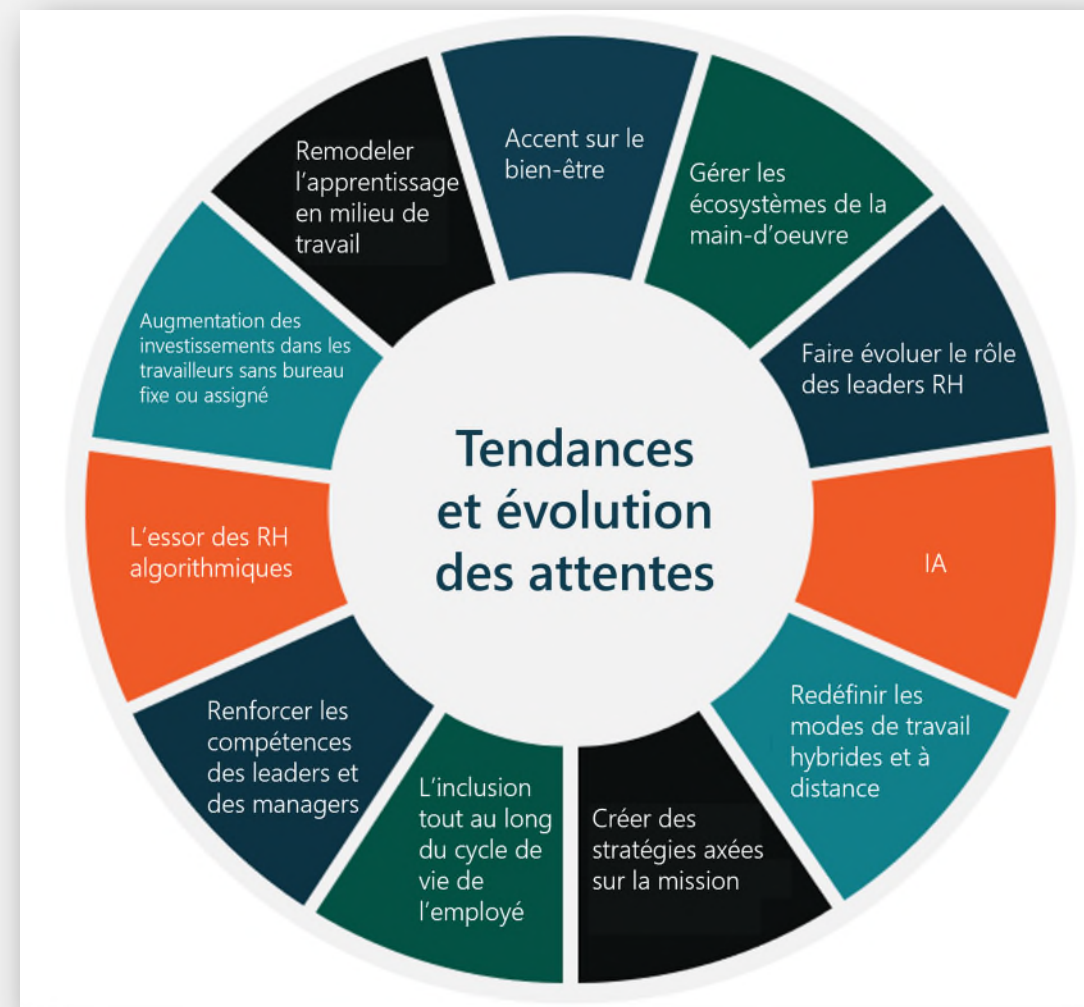 Tendances
et évolution
des attentes
Accent sur le
bien-être
Gérer les
écosystèmes de la
main-d'oeuvre
Faire évoluer le rôle
des leaders RH
IA
Redéfinir les
modes de travail
hybrides et à
distance
Créer des
stratégies axées
sur la mission
L'inclusion
tout au long
du cycle de
vie de
l'employé
Renforcer les
compétences
des leaders et
des managers
L'essor des RH
algorithmiques
Augmentation des
investissements dans les
travailleurs sans bureau
fixe ou assigné
Remodeler
l'apprentissage
en milieu de
travail